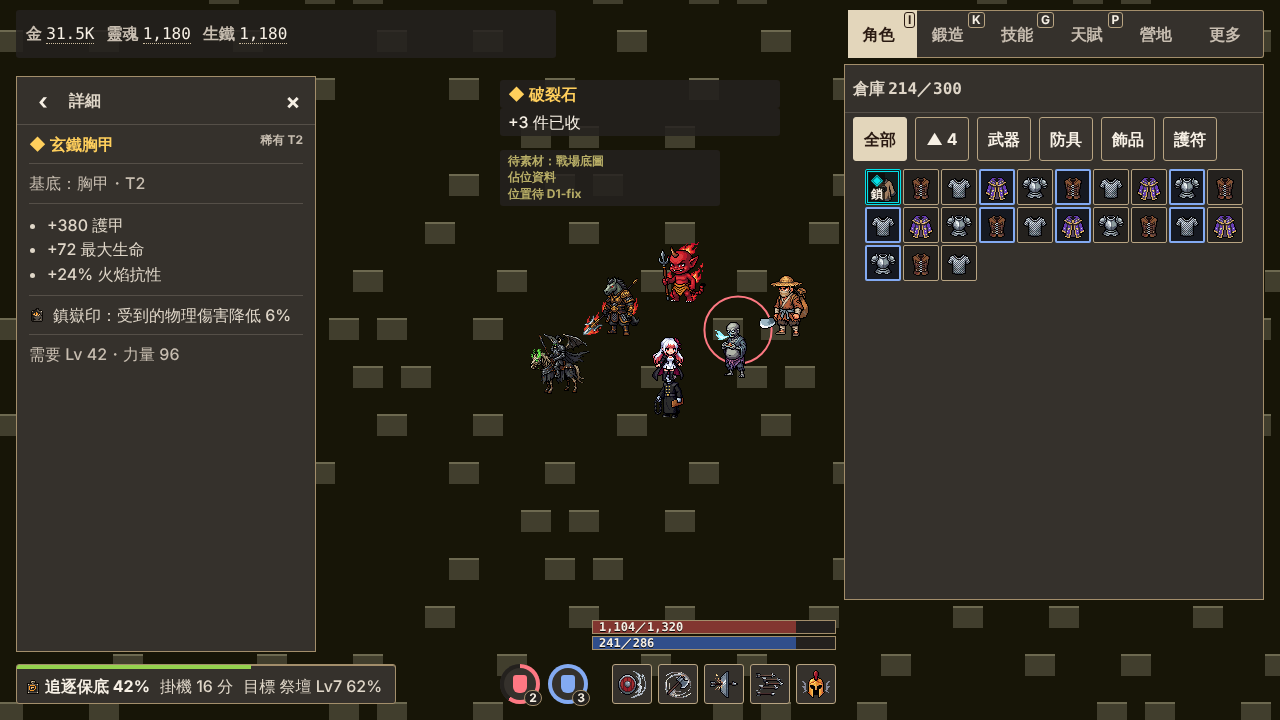 金 31.5K 靈魂 1,180 生鐵 1,180
角色 I 鍛造 K 技能 G 天賦 P 營地 更多
‹ 詳細 ×
玄鐵胸甲 稀有 T2
基底：胸甲・T2
• +380 護甲
• +72 最大生命
• +24% 火焰抗性
鎮嶽印：受到的物理傷害降低 6%
需要 Lv 42・力量 96
破裂石
+3 件已收
待素材：戰場底圖
佔位資料
位置待 D1-fix
倉庫 214／300
全部 ▲ 4 武器 防具 飾品 護符
鎖
1,104／1,320
241／286
追逐保底 42% 掛機 16 分 目標 祭壇 Lv7 62%
2 3